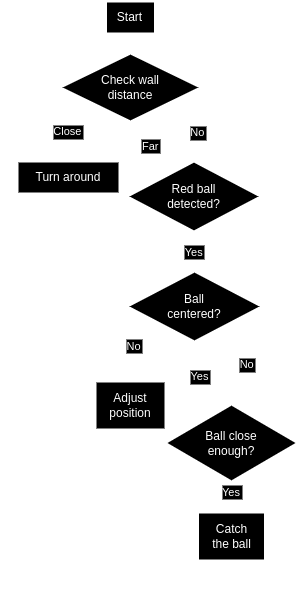 Start
Check wall
distance
Close
No
Far
Turn around
Red ball
detected?
Yes
Ball
centered?
No
No
Yes
Adjust
position
Ball close
enough?
Yes
Catch
the ball